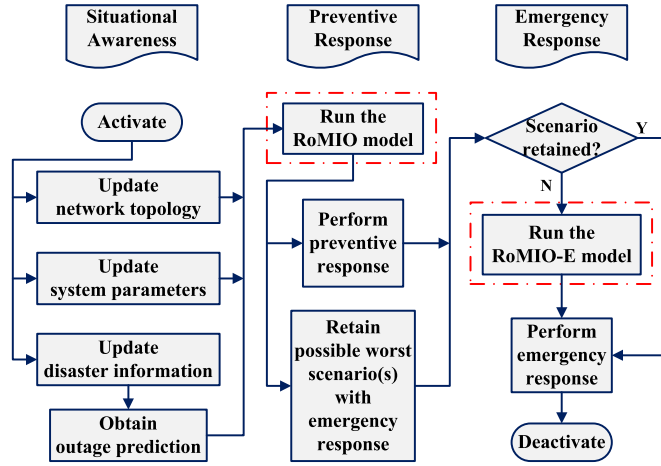 Situational
Awareness
Preventive
Response
Emergency
Response
Activate
Update
network topology
Update
system parameters
Update
disaster information
Obtain
outage prediction
Run the
RoMIO model
Perform
preventive
response
Retain
possible worst
scenario(s)
with
emergency
response
Scenario
retained?
Y
N
Run the
RoMIO-E model
Perform
emergency
response
Deactivate